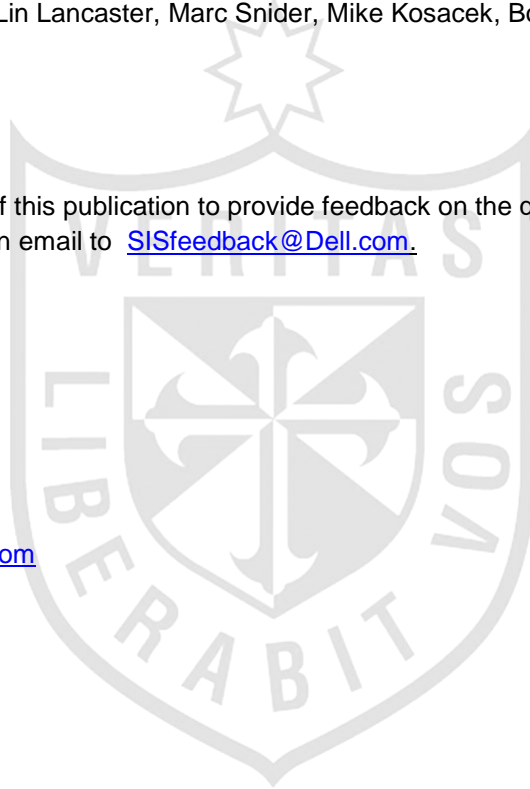 Lin Lancaster, Marc Snider, Mike Kosacek, Bo
f this publication to provide feedback on the
n email to SISfeedback@Dell.com.
om
VERITAS
LIBERABIT
VOS